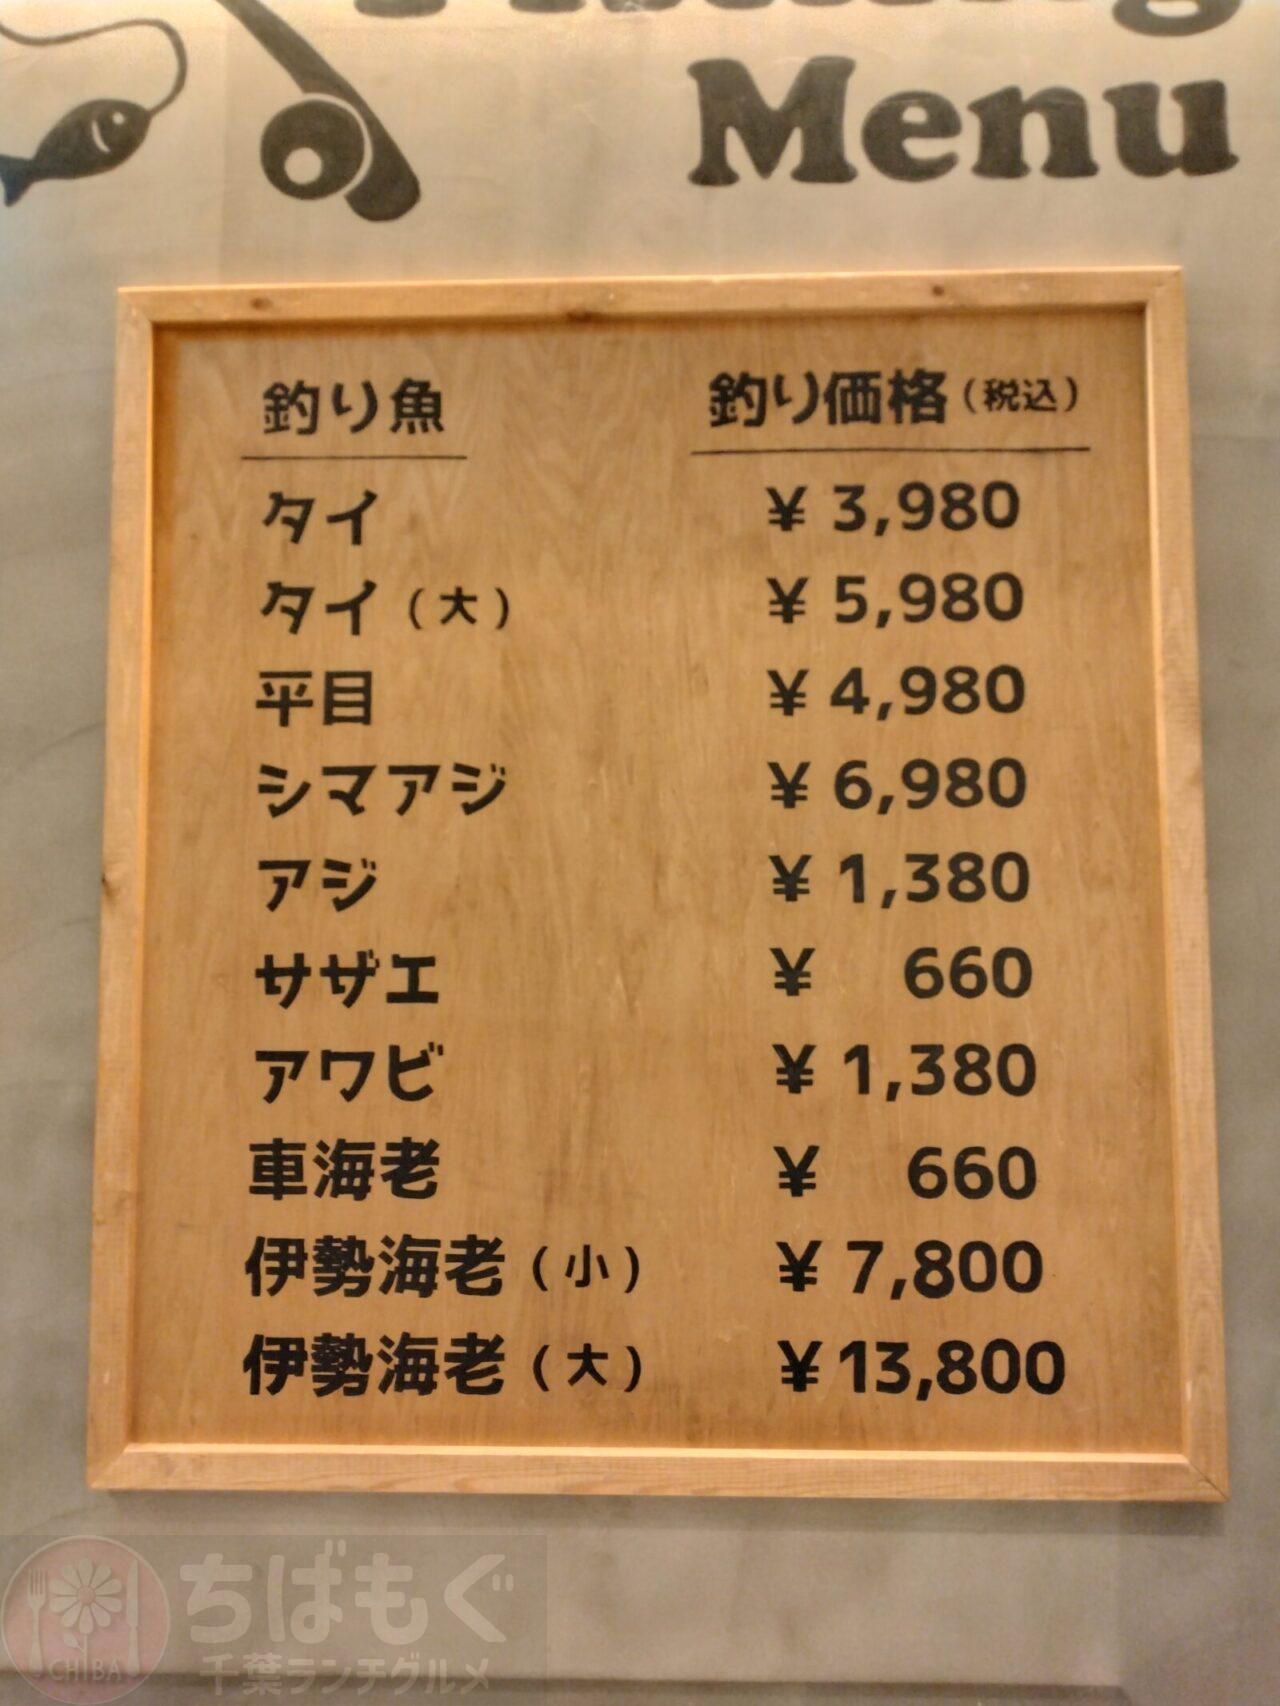 Menu
釣り魚 釣り価格(税込)
タイ ¥3,980
タイ(大) ¥5,980
平目 ¥4,980
シマアジ ¥6,980
アジ ¥1,380
サザエ ¥660
アワビ ¥1,380
車海老 ¥660
伊勢海老(小) ¥7,800
伊勢海老(大) ¥13,800
ちばもぐ
千葉ランチグルメ
CHIBA